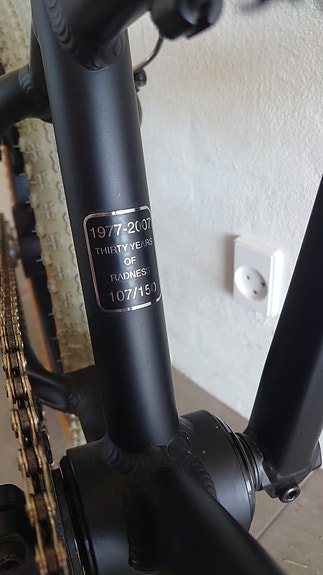 1977-2007
THIRTY YEARS
OF
RADNESS
107/150